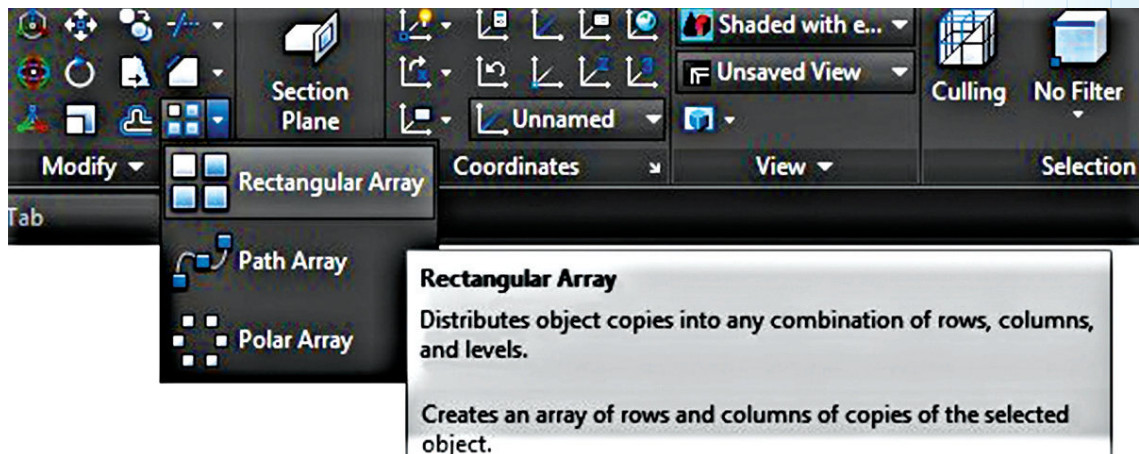 Shaded with e...
Unsaved View
Section
Plane
Unnamed
Culling
No Filter
Modify
Coordinates
View
Selection
Tab
Rectangular Array
Path Array
Polar Array
Rectangular Array
Distributes object copies into any combination of rows, columns,
and levels.
Creates an array of rows and columns of copies of the selected
object.